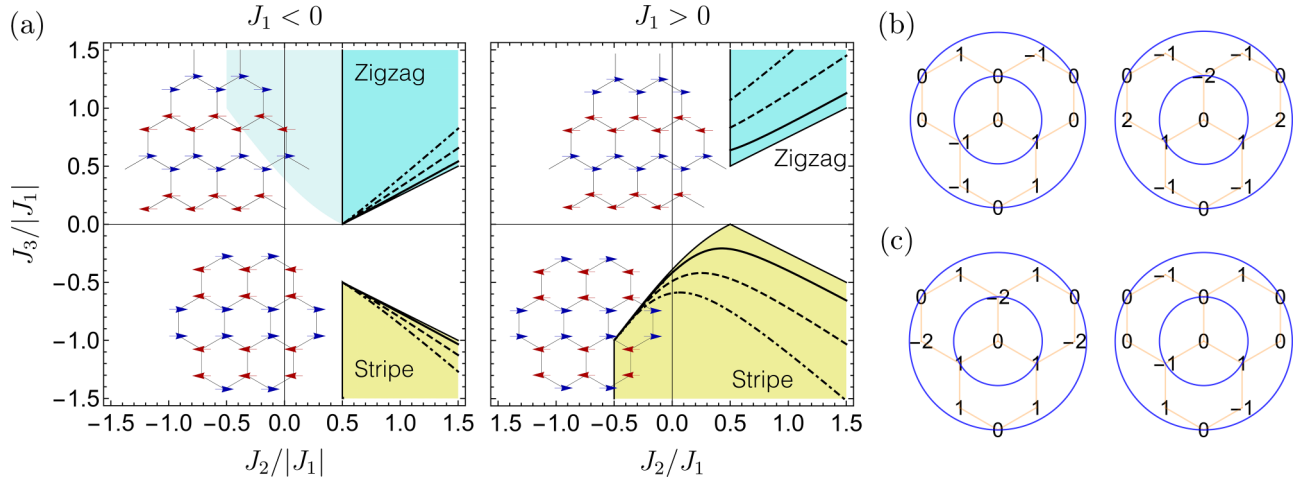 (a)
J₁ < 0
J₁ > 0
(b)
1.5
1.0
0.5
0.0
−0.5
−1.0
−1.5
J₃/|J₁|
Zigzag
Stripe
Zigzag
Stripe
−1.5 −1.0 −0.5 0.0 0.5 1.0 1.5
−1.5 −1.0 −0.5 0.0 0.5 1.0 1.5
J₂/|J₁|
J₂/J₁
1 −1
0 0 0
0 0 0
−1 1
−1 1
0
−1 −1
0 −2 0
2 0 2
1 1
−1 −1
0
(c)
1 1
0 −2 0
−2 0 −2
1 1
1 1
0
−1 1
0 0 0
0 0 0
−1 1
1 −1
0